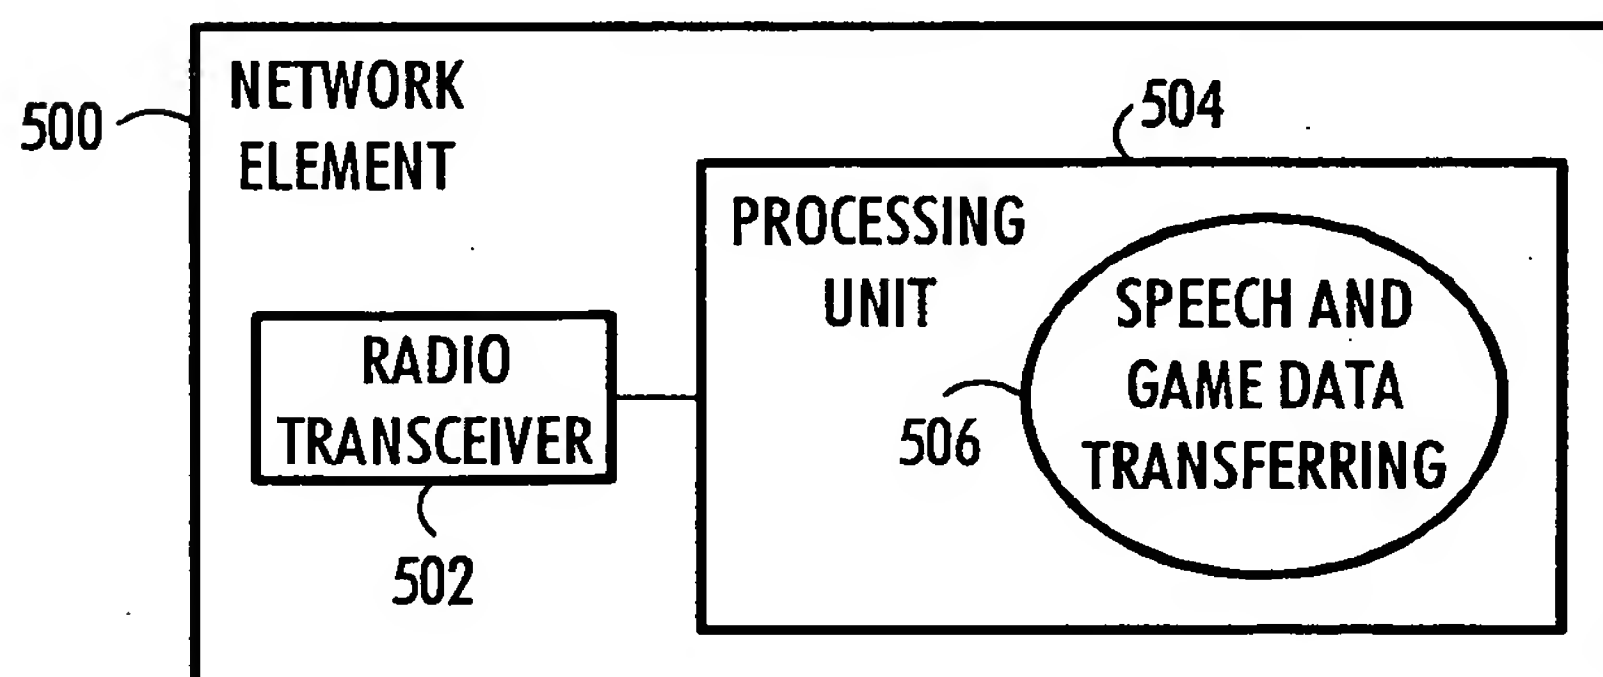 NETWORK
ELEMENT
500
504
PROCESSING
UNIT
SPEECH AND
GAME DATA
TRANSFERRING
506
RADIO
TRANSCEIVER
502